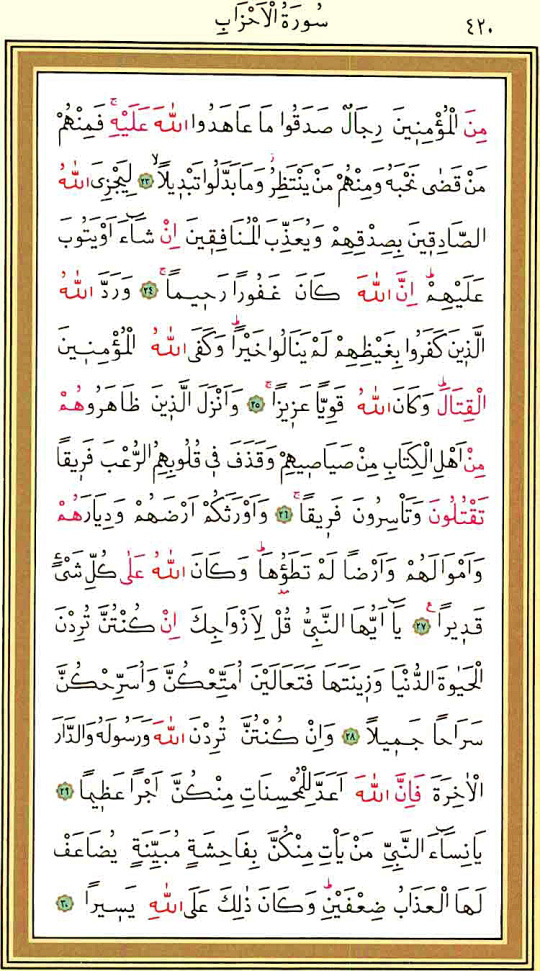 سُورَةُ الْاَحْزَابِ ٤٢٠
مِنَ الْمُؤْمِنٖينَ رِجَالٌ صَدَقُوا مَا عَاهَدُوا اللّٰهَ عَلَيْهِۚ فَمِنْهُمْ
مَنْ قَضٰى نَحْبَهُ وَمِنْهُمْ مَنْ يَنْتَظِرُۘ وَمَا بَدَّلُوا تَبْدٖيلًاۙ ٢٣ لِيَجْزِىَ اللّٰهُ
الصَّادِقٖينَ بِصِدْقِهِمْ وَيُعَذِّبَ الْمُنَافِقٖينَ اِنْ شَٓاءَ اَوْ يَتُوبَ
عَلَيْهِمْؕ اِنَّ اللّٰهَ كَانَ غَفُورًا رَحٖيمًاۚ ٢٤ وَرَدَّ اللّٰهُ
الَّذٖينَ كَفَرُوا بِغَيْظِهِمْ لَمْ يَنَالُوا خَيْرًاؕ وَكَفَى اللّٰهُ الْمُؤْمِنٖينَ
الْقِتَالَؕ وَكَانَ اللّٰهُ قَوِيًّا عَزٖيزًاۚ ٢٥ وَاَنْزَلَ الَّذٖينَ ظَاهَرُوهُمْ
مِنْ اَهْلِ الْكِتَابِ مِنْ صَيَاصٖيهِمْ وَقَذَفَ فٖى قُلُوبِهِمُ الرُّعْبَ فَرٖيقًا
تَقْتُلُونَ وَتَأْسِرُونَ فَرٖيقًاۚ ٢٦ وَاَوْرَثَكُمْ اَرْضَهُمْ وَدِيَارَهُمْ
وَاَمْوَالَهُمْ وَاَرْضًا لَمْ تَطَؤُ۫هَاؕ وَكَانَ اللّٰهُ عَلٰى كُلِّ شَىْءٍ
قَدٖيرًاࣖ ٢٧ يَٓا اَيُّهَا النَّبِىُّ قُلْ لِاَزْوَاجِكَ اِنْ كُنْتُنَّ تُرِدْنَ
الْحَيٰوةَ الدُّنْيَا وَزٖينَتَهَا فَتَعَالَيْنَ اُمَتِّعْكُنَّ وَاُسَرِّحْكُنَّ
سَرَاحًا جَمٖيلًا ٢٨ وَاِنْ كُنْتُنَّ تُرِدْنَ اللّٰهَ وَرَسُولَهُ وَالدَّارَ
الْاٰخِرَةَ فَاِنَّ اللّٰهَ اَعَدَّ لِلْمُحْسِنَاتِ مِنْكُنَّ اَجْرًا عَظٖيمًا ٢٩
يَا نِسَٓاءَ النَّبِىِّ مَنْ يَأْتِ مِنْكُنَّ بِفَاحِشَةٍ مُبَيِّنَةٍ يُضَاعَفْ
لَهَا الْعَذَابُ ضِعْفَيْنِؕ وَكَانَ ذٰلِكَ عَلَى اللّٰهِ يَسٖيرًا ٣٠